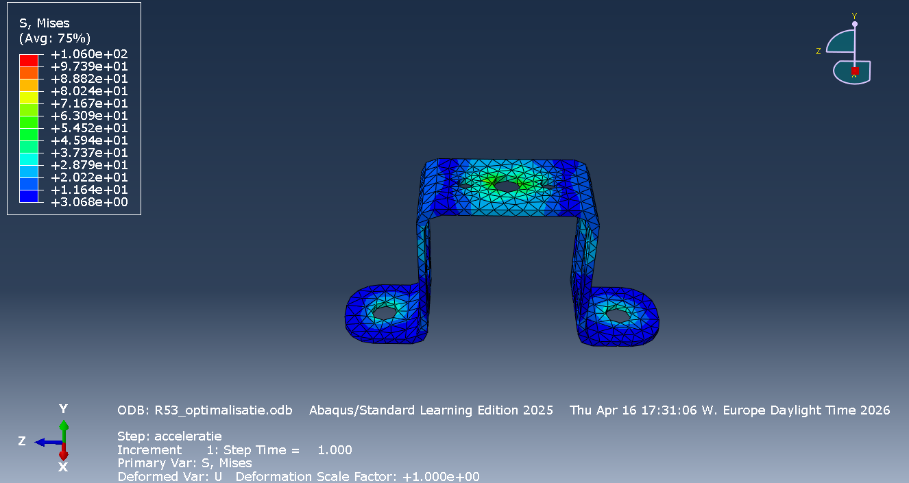 S, Mises
(Avg: 75%)
+1.060e+02
+9.739e+01
+8.882e+01
+8.024e+01
+7.167e+01
+6.309e+01
+5.452e+01
+4.594e+01
+3.737e+01
+2.879e+01
+2.022e+01
+1.164e+01
+3.068e+00
Y
Z
X
Y
Z
X
ODB: R53_optimalisatie.odb    Abaqus/Standard Learning Edition 2025    Thu Apr 16 17:31:06 W. Europe Daylight Time 2026
Step: acceleratie
Increment      1: Step Time =    1.000
Primary Var: S, Mises
Deformed Var: U   Deformation Scale Factor: +1.000e+00